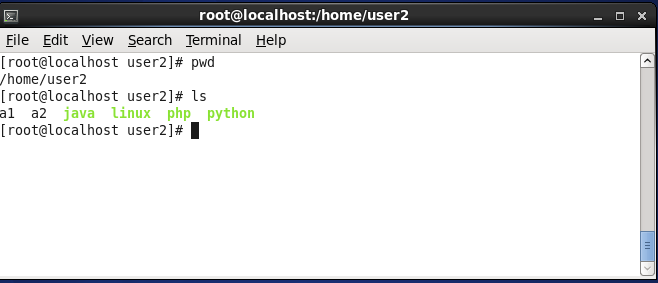 root@localhost:/home/user2
File Edit View Search Terminal Help
[root@localhost user2]# pwd
/home/user2
[root@localhost user2]# ls
a1  a2  java  linux  php  python
[root@localhost user2]#